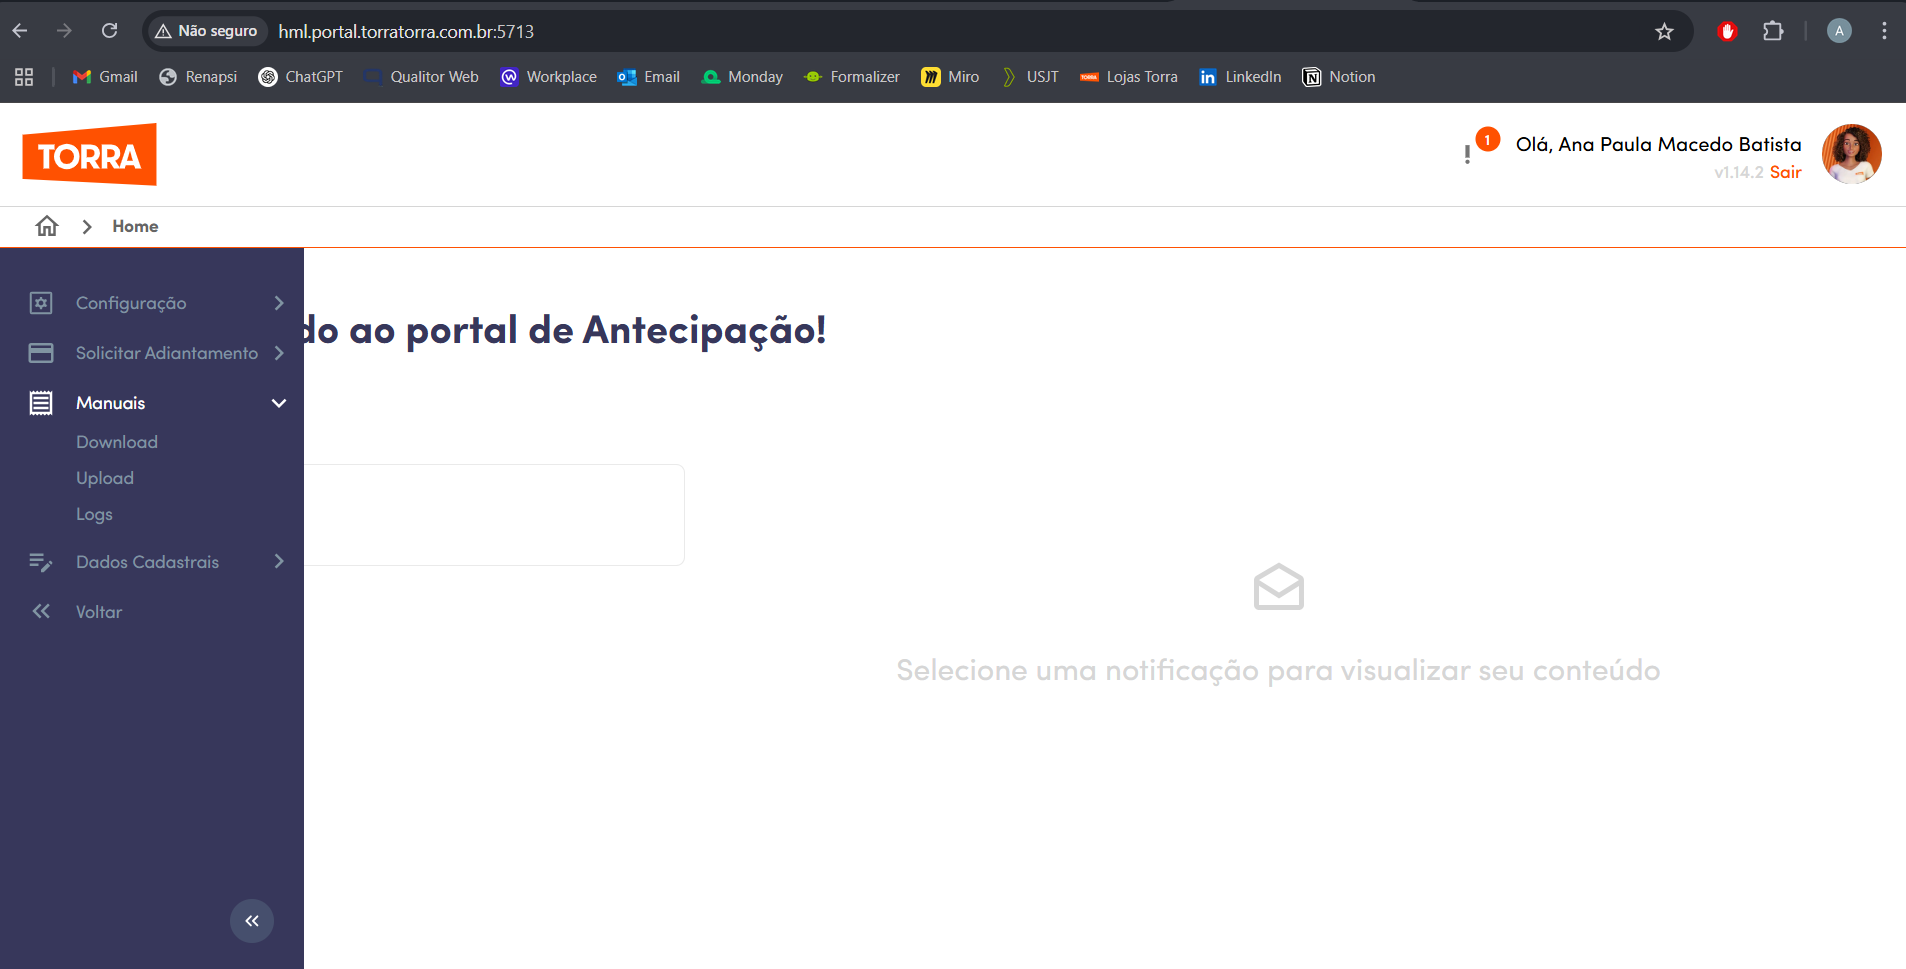 Não seguro hml.portal.torratorra.com.br:5713 A
Gmail Renapsi ChatGPT Qualitor Web Workplace Email Monday Formalizer Miro USJT Lojas Torra LinkedIn Notion
TORRA
1 Olá, Ana Paula Macedo Batista
v1.14.2 Sair
Home
Configuração
do ao portal de Antecipação!
Solicitar Adiantamento
Manuais
Download
Upload
Logs
Dados Cadastrais
Voltar
Selecione uma notificação para visualizar seu conteúdo